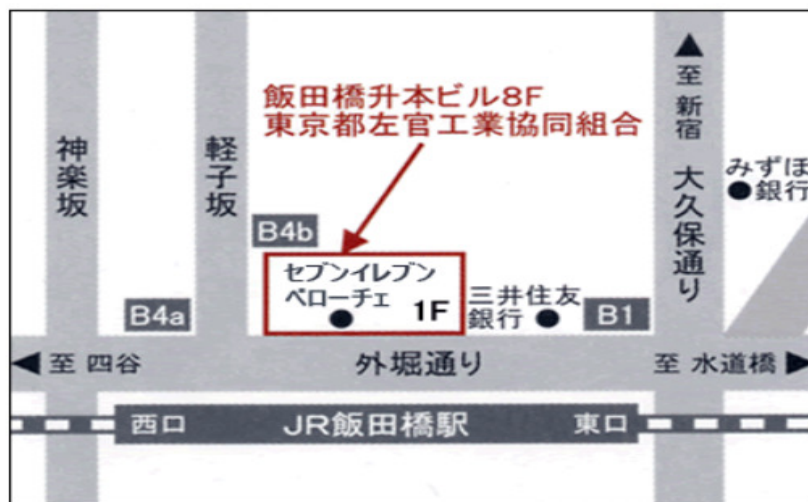 飯田橋升本ビル8F
東京都左官工業協同組合
神楽坂
軽子坂
▲至 新宿
大久保通り
みずほ
●銀行
B4b
セブンイレブン
ベローチェ
1F
三井住友
銀行 ●
B1
B4a
◀至 四谷
外堀通り
至 水道橋▶
西口
JR飯田橋駅
東口